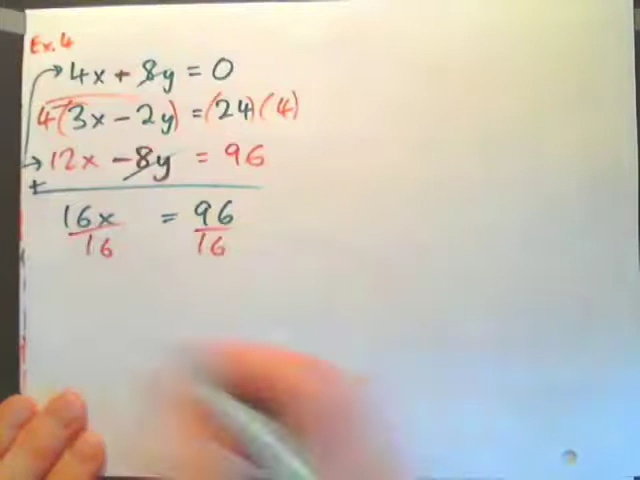 Ex. 4
4x + 8y = 0
4(3x - 2y) = (24)(4)
12x - 8y = 96
+
16x = 96
16 16